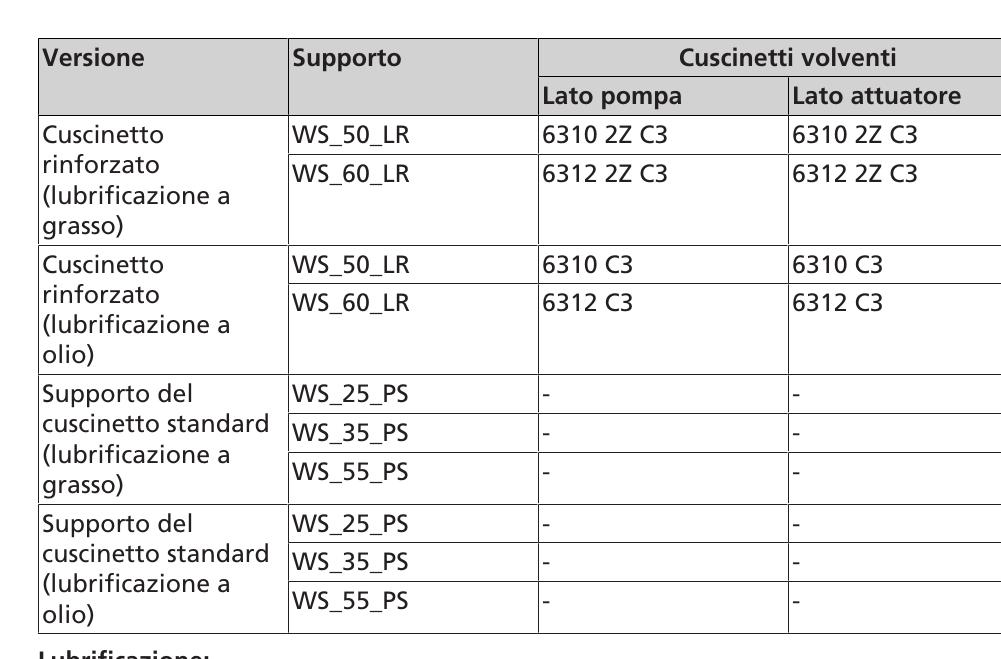 Versione Supporto Cuscinetti volventi
Lato pompa Lato attuatore
Cuscinetto
rinforzato
(lubrificazione a
grasso)
WS_50_LR 6310 2Z C3 6310 2Z C3
WS_60_LR 6312 2Z C3 6312 2Z C3
Cuscinetto
rinforzato
(lubrificazione a
olio)
WS_50_LR 6310 C3 6310 C3
WS_60_LR 6312 C3 6312 C3
Supporto del
cuscinetto standard
(lubrificazione a
grasso)
WS_25_PS - -
WS_35_PS - -
WS_55_PS - -
Supporto del
cuscinetto standard
(lubrificazione a
olio)
WS_25_PS - -
WS_35_PS - -
WS_55_PS - -
Lubrificazione: